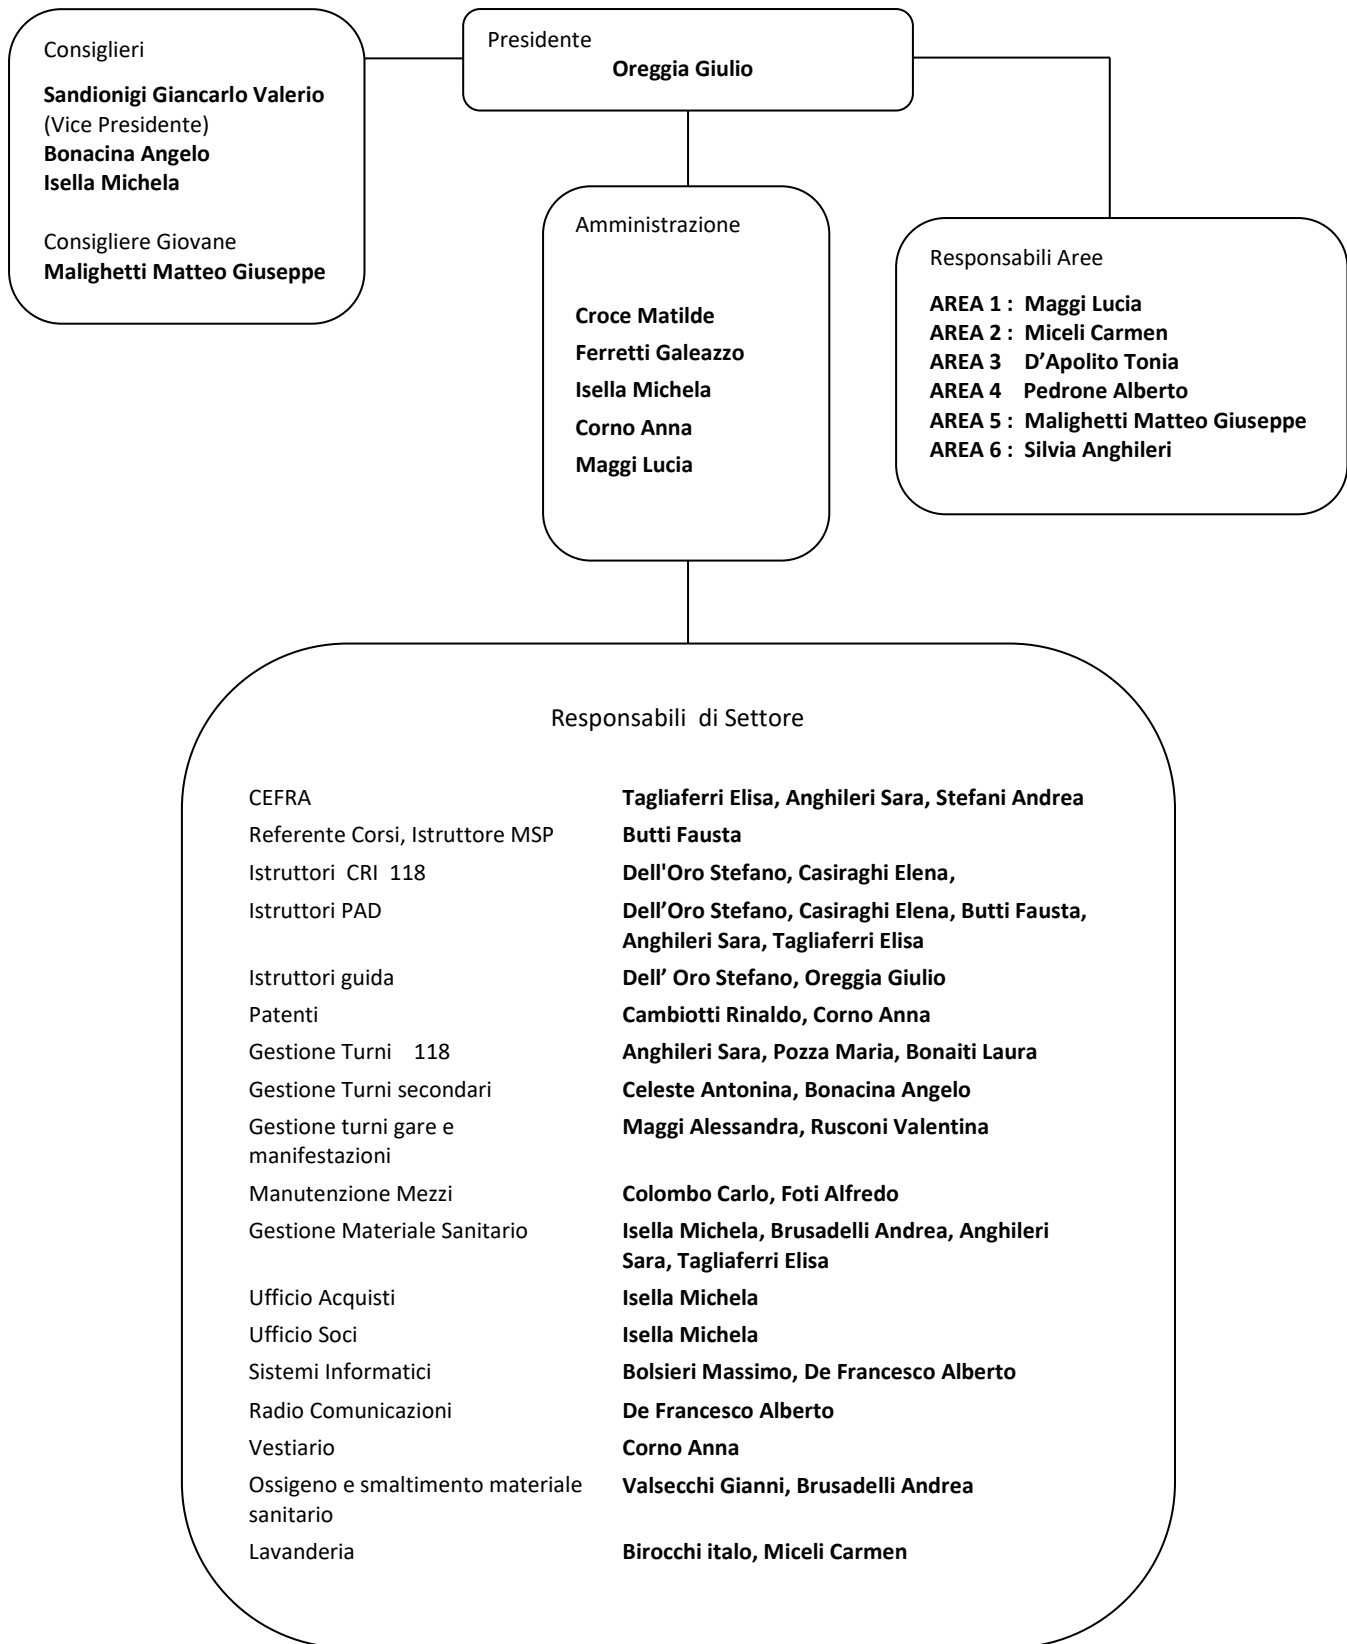 Consiglieri
Sandionigi Giancarlo Valerio
(Vice Presidente)
Bonacina Angelo
Isella Michela
Consigliere Giovane
Malighetti Matteo Giuseppe
Presidente
Oreggia Giulio
Amministrazione
Croce Matilde
Ferretti Galeazzo
Isella Michela
Corno Anna
Maggi Lucia
Responsabili Aree
AREA 1 : Maggi Lucia
AREA 2 : Miceli Carmen
AREA 3 D’Apolito Tonia
AREA 4 Pedrone Alberto
AREA 5 : Malighetti Matteo Giuseppe
AREA 6 : Silvia Anghileri
Responsabili di Settore
CEFRA Tagliaferri Elisa, Anghileri Sara, Stefani Andrea
Referente Corsi, Istruttore MSP Butti Fausta
Istruttori CRI 118 Dell'Oro Stefano, Casiraghi Elena,
Istruttori PAD Dell’Oro Stefano, Casiraghi Elena, Butti Fausta,
Anghileri Sara, Tagliaferri Elisa
Istruttori guida Dell’ Oro Stefano, Oreggia Giulio
Patenti Cambiotti Rinaldo, Corno Anna
Gestione Turni 118 Anghileri Sara, Pozza Maria, Bonaiti Laura
Gestione Turni secondari Celeste Antonina, Bonacina Angelo
Gestione turni gare e Maggi Alessandra, Rusconi Valentina
manifestazioni
Manutenzione Mezzi Colombo Carlo, Foti Alfredo
Gestione Materiale Sanitario Isella Michela, Brusadelli Andrea, Anghileri
Sara, Tagliaferri Elisa
Ufficio Acquisti Isella Michela
Ufficio Soci Isella Michela
Sistemi Informatici Bolsieri Massimo, De Francesco Alberto
Radio Comunicazioni De Francesco Alberto
Vestiario Corno Anna
Ossigeno e smaltimento materiale Valsecchi Gianni, Brusadelli Andrea
sanitario
Lavanderia Birocchi italo, Miceli Carmen